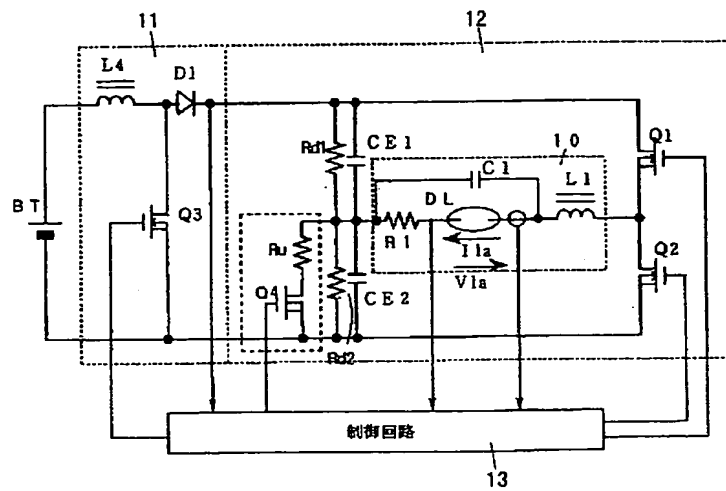 11
12
L4
D1
Rd1
CE1
10
C1
Q1
DL
L1
BT
Q3
R1
Ru
I1a
V1a
Q2
Q4
CE2
Rd2
制御回路
13